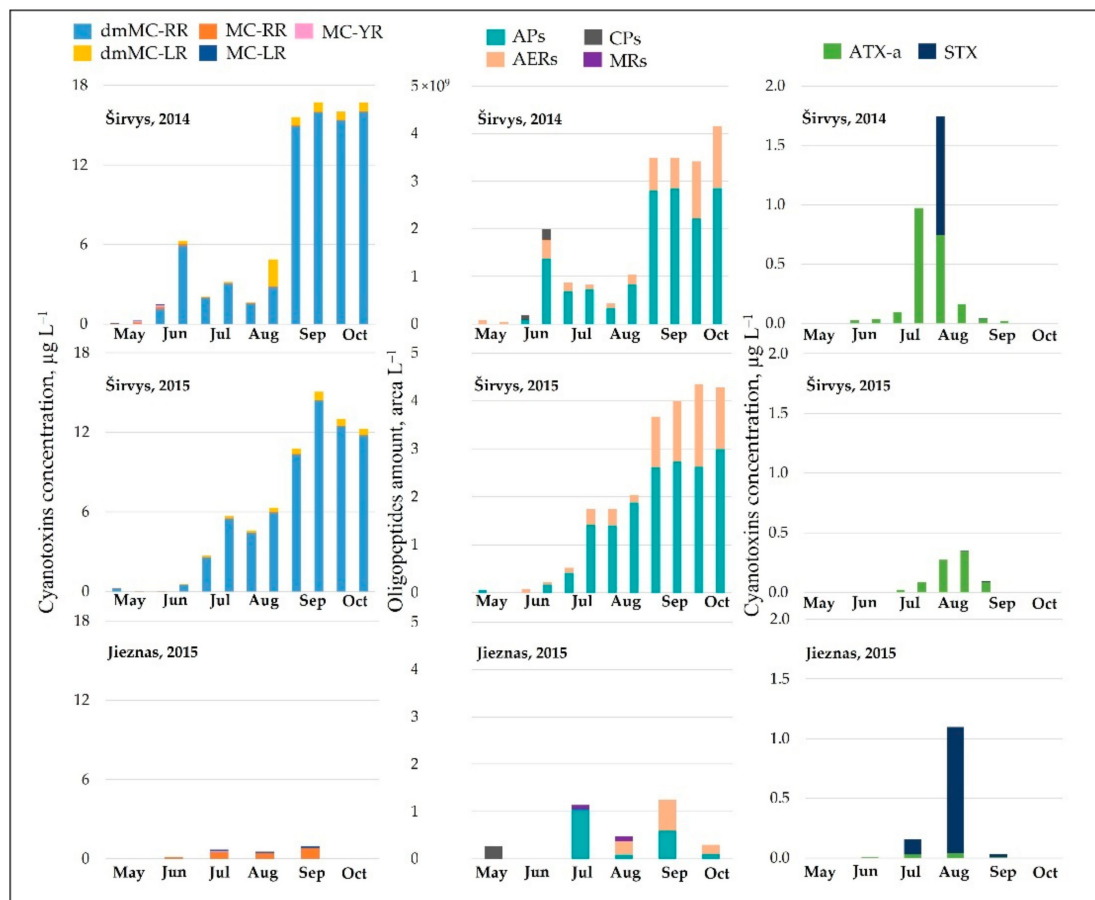 dmMC-RR MC-RR MC-YR
dmMC-LR MC-LR
APs CPs
AERs MRs
ATX-a STX
Cyanotoxins concentration, µg L⁻¹
Oligopeptides amount, area L⁻¹
Cyanotoxins concentration, µg L⁻¹
18
12
6
0
Širvys, 2014
May Jun Jul Aug Sep Oct
5 ×10⁹
4
3
2
1
0
Širvys, 2014
May Jun Jul Aug Sep Oct
2.0
1.5
1.0
0.5
0.0
Širvys, 2014
May Jun Jul Aug Sep Oct
18
12
6
0
Širvys, 2015
May Jun Jul Aug Sep Oct
5
4
3
2
1
0
Širvys, 2015
May Jun Jul Aug Sep Oct
2.0
1.5
1.0
0.5
0.0
Širvys, 2015
May Jun Jul Aug Sep Oct
18
12
6
0
Jieznas, 2015
May Jun Jul Aug Sep Oct
5
4
3
2
1
0
Jieznas, 2015
May Jun Jul Aug Sep Oct
2.0
1.5
1.0
0.5
0.0
Jieznas, 2015
May Jun Jul Aug Sep Oct